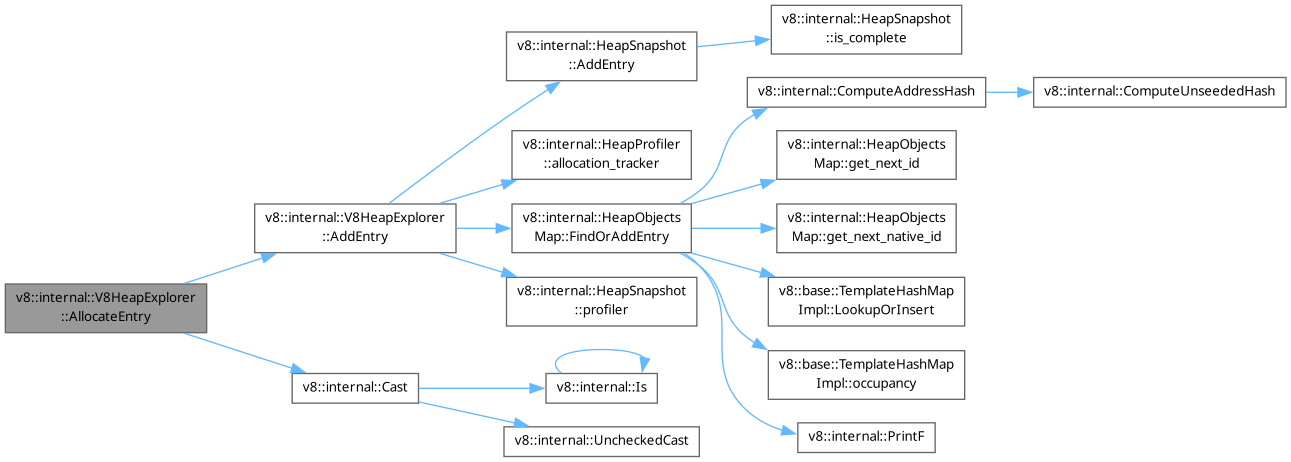 v8::internal::HeapSnapshot
::is_complete
v8::internal::HeapSnapshot
::AddEntry
v8::internal::ComputeAddressHash
v8::internal::ComputeUnseededHash
v8::internal::HeapProfiler
::allocation_tracker
v8::internal::HeapObjects
Map::get_next_id
v8::internal::V8HeapExplorer
::AddEntry
v8::internal::HeapObjects
Map::FindOrAddEntry
v8::internal::HeapObjects
Map::get_next_native_id
v8::internal::V8HeapExplorer
::AllocateEntry
v8::internal::HeapSnapshot
::profiler
v8::base::TemplateHashMap
Impl::LookupOrInsert
v8::base::TemplateHashMap
Impl::occupancy
v8::internal::Cast
v8::internal::Is
v8::internal::UncheckedCast
v8::internal::PrintF